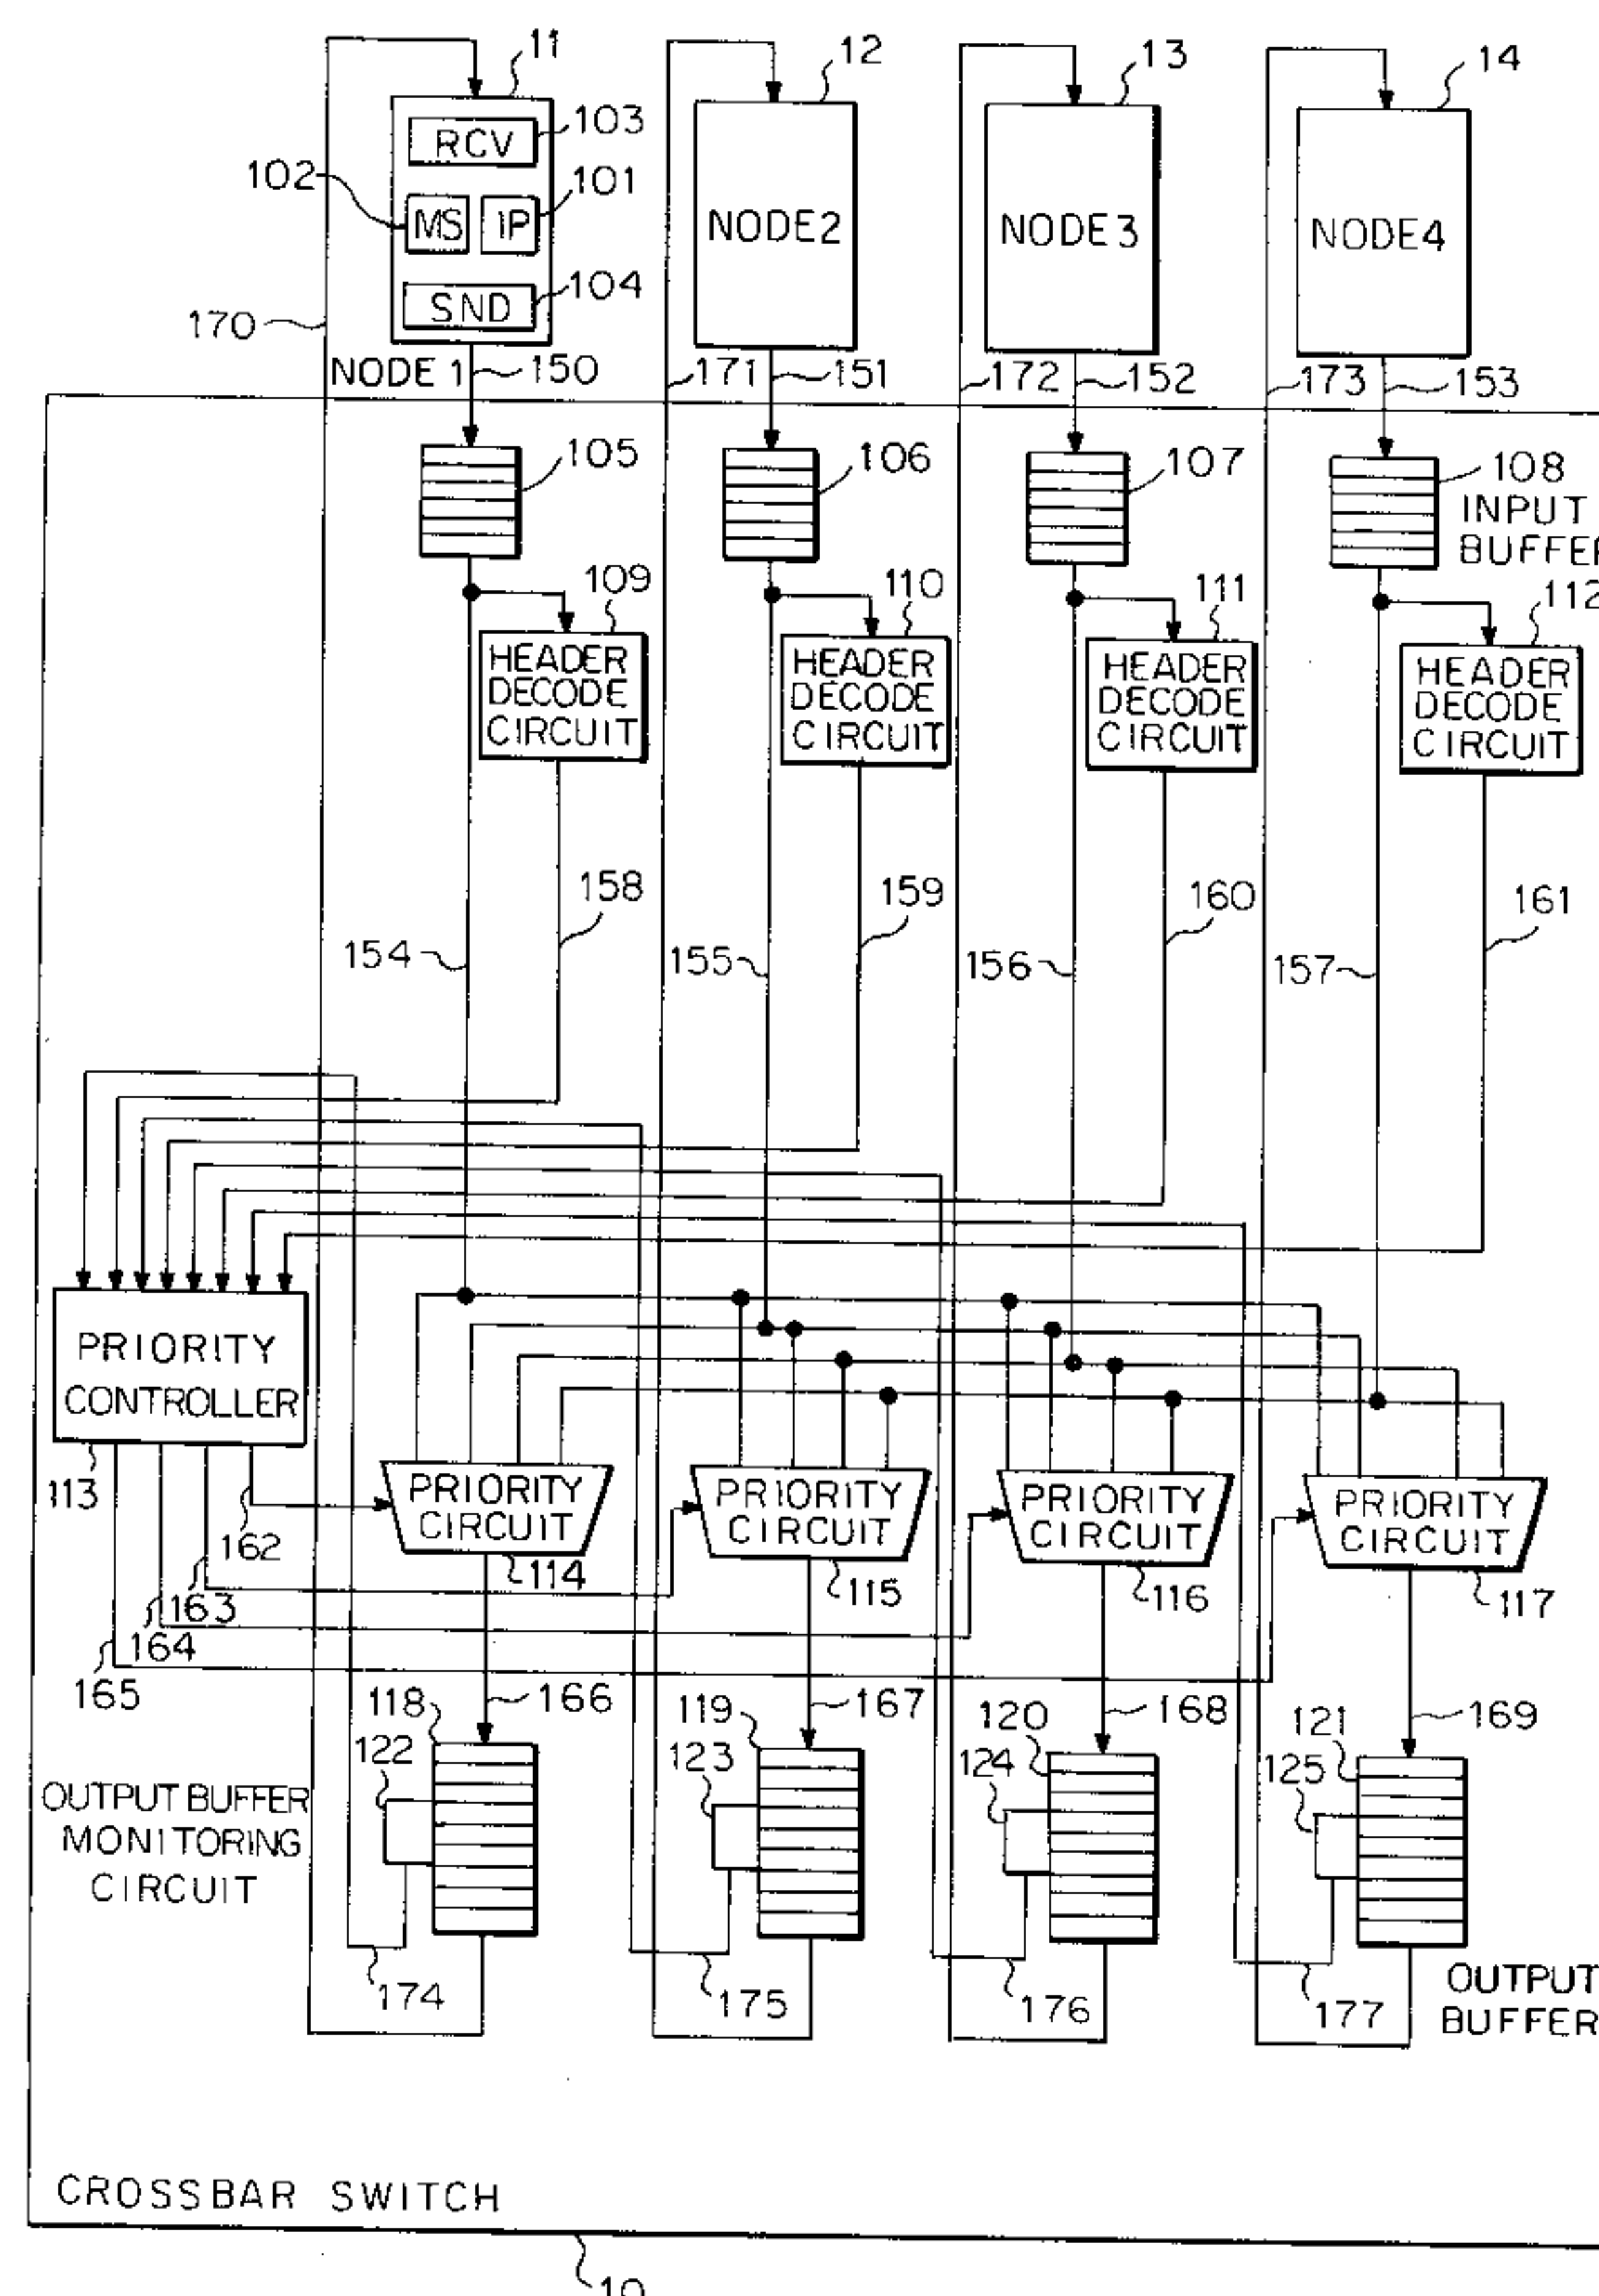 11
12
13
14
103
RCV
102
101
MS
IP
NODE2
NODE3
NODE4
104
SND
170
NODE 1
150
171
151
172
152
173
153
105
106
107
108
INPUT
BUFFER
109
110
111
112
HEADER
DECODE
CIRCUIT
HEADER
DECODE
CIRCUIT
HEADER
DECODE
CIRCUIT
HEADER
DECODE
CIRCUIT
158
159
160
161
154
155
156
157
PRIORITY
CONTROLLER
113
PRIORITY
CIRCUIT
PRIORITY
CIRCUIT
PRIORITY
CIRCUIT
PRIORITY
CIRCUIT
162
114
115
116
117
163
164
165
118
166
119
167
120
168
121
169
122
123
124
125
OUTPUT BUFFER
MONITORING
CIRCUIT
174
175
176
177
OUTPUT
BUFFER
CROSSBAR SWITCH
10